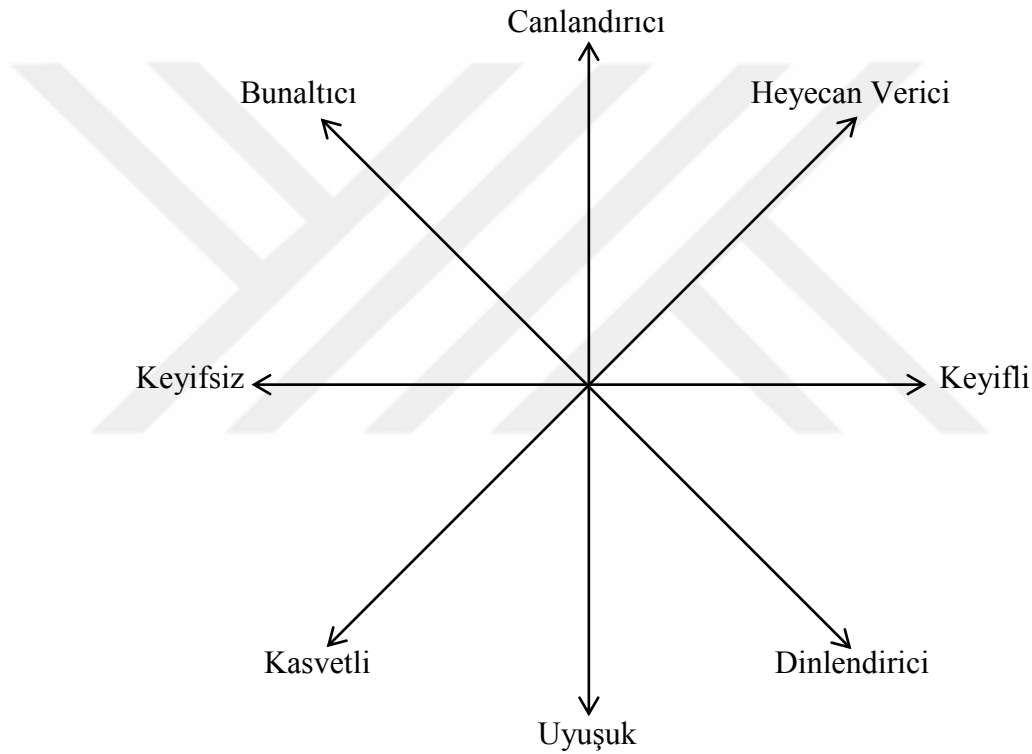 Canlandırıcı
Bunaltıcı
Heyecan Verici
Keyifsiz
Keyifli
Kasvetli
Dinlendirici
Uyuşuk